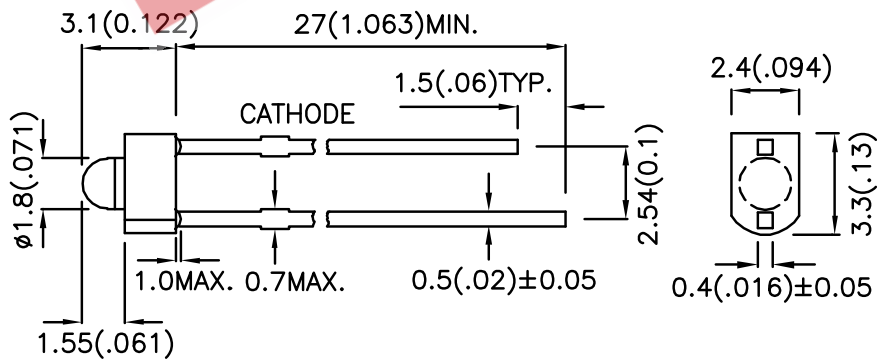 3.1(0.122)
27(1.063)MIN.
1.5(.06)TYP.
2.4(.094)
CATHODE
ø1.8(.071)
2.54(0.1)
3.3(.13)
1.0MAX.
0.7MAX.
0.5(.02)±0.05
0.4(.016)±0.05
1.55(.061)